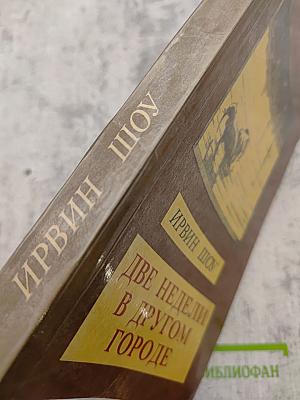 ИРВИН ШОУ
ИРВИН ШОУ
ДВЕ НЕДЕЛИ
В ДРУГОМ
ГОРОДЕ
БИБЛИОФАН